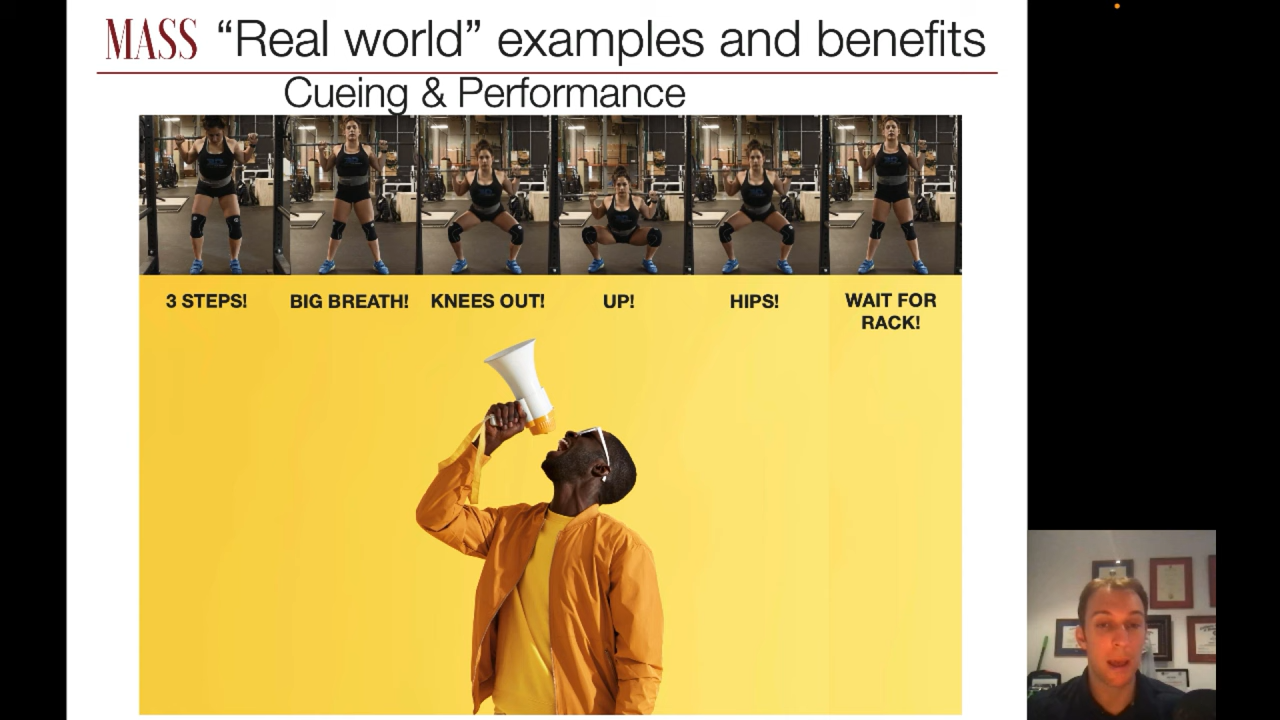 MASS “Real world” examples and benefits
Cueing & Performance
3 STEPS! BIG BREATH! KNEES OUT! UP! HIPS! WAIT FOR
RACK!